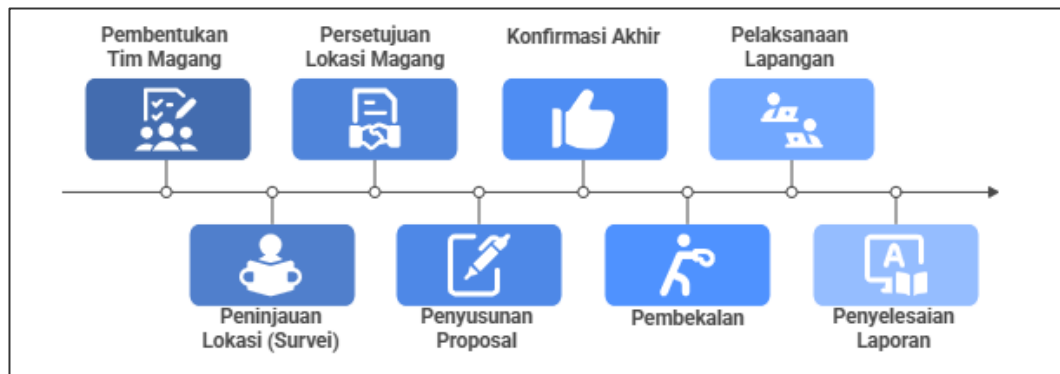 Pembentukan
Tim Magang
Persetujuan
Lokasi Magang
Konfirmasi Akhir
Pelaksanaan
Lapangan
Peninjauan
Lokasi (Survei)
Penyusunan
Proposal
Pembekalan
A
Penyelesaian
Laporan